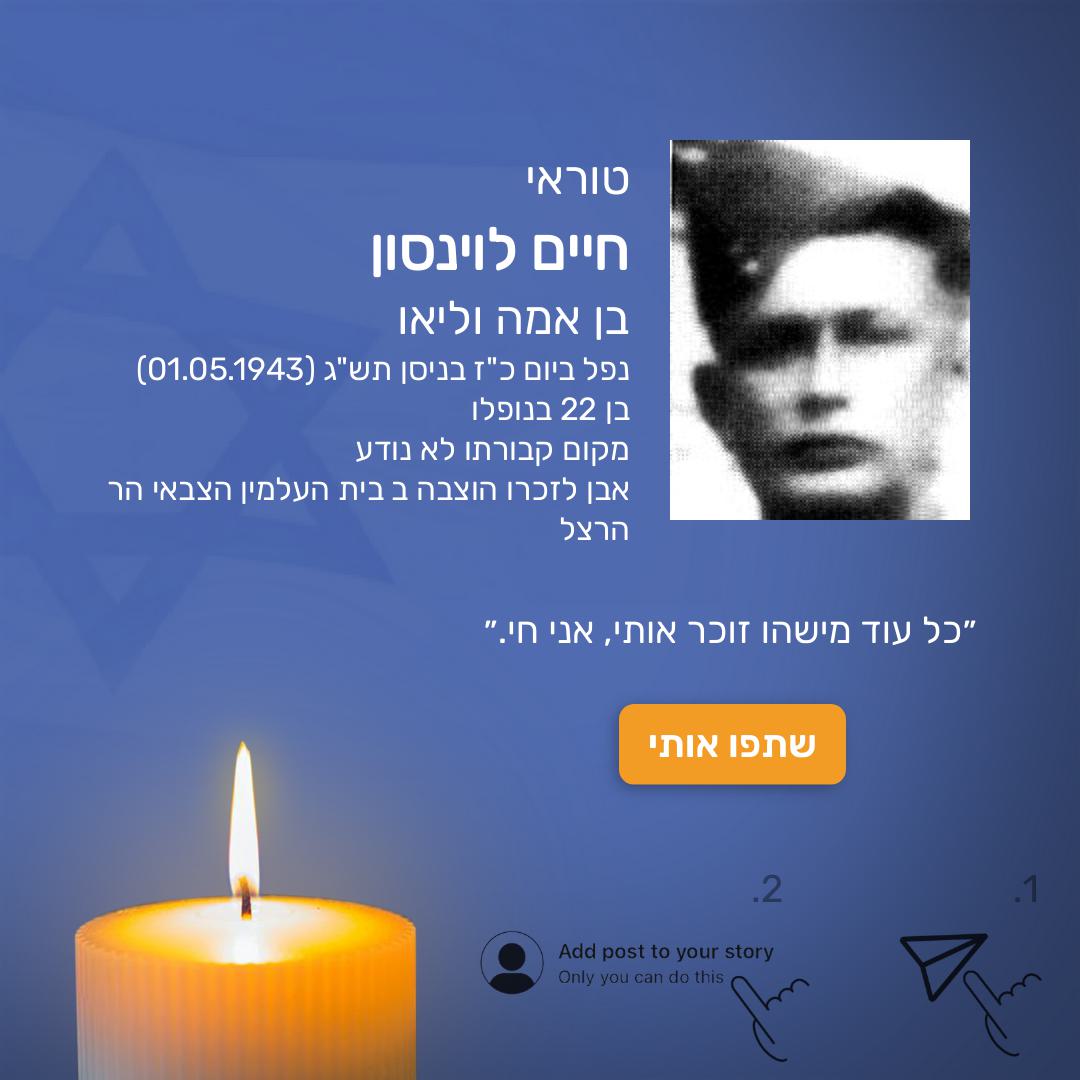 טוראי
חיים לוינסון
בן אמה וליאו
נפל ביום כ"ז בניסן תש"ג (01.05.1943)
בן 22 בנופלו
מקום קבורתו לא נודע
אבן לזכרו הוצבה ב בית העלמין הצבאי הר
הרצל
״כל עוד מישהו זוכר אותי, אני חי.״
שתפו אותי
1.
2.
Add post to your story
Only you can do this